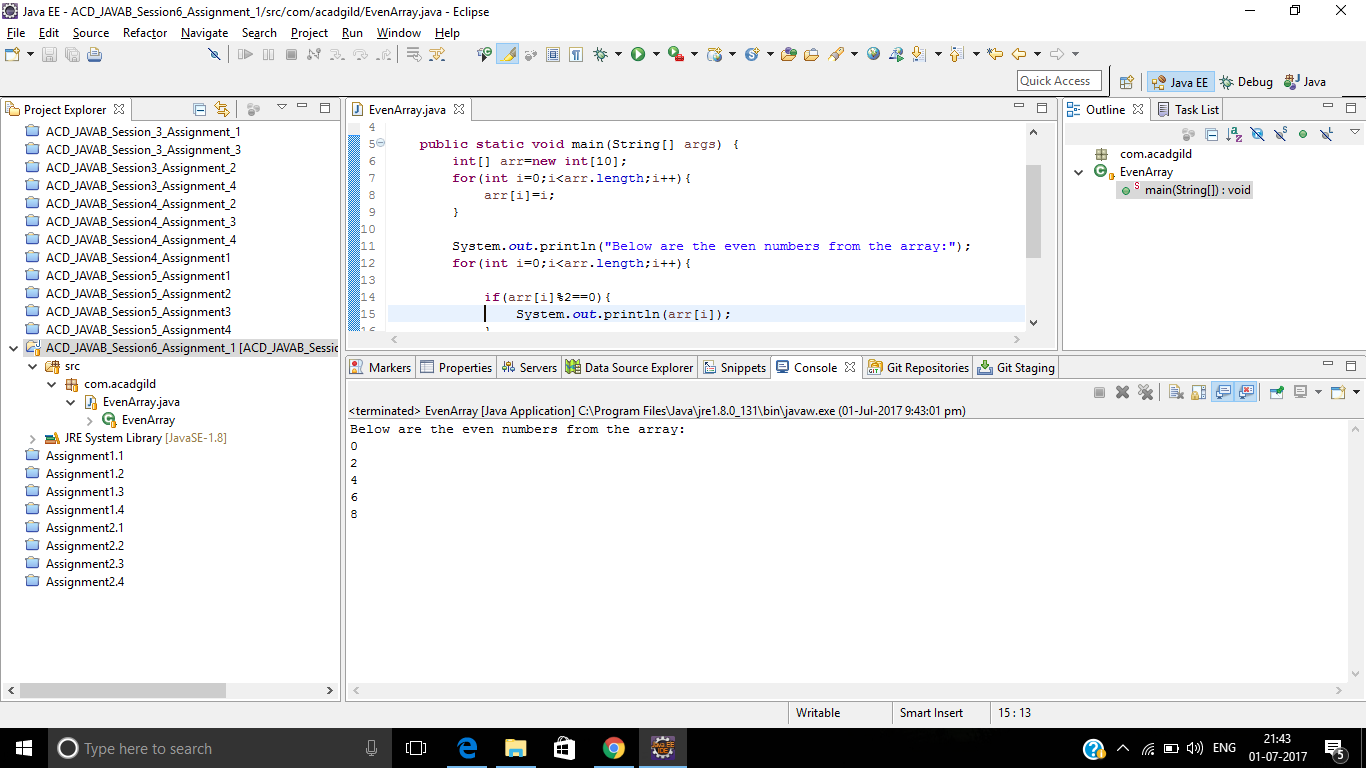 Java EE - ACD_JAVAB_Session6_Assignment_1/src/com/acadgild/EvenArray.java - Eclipse
File Edit Source Refactor Navigate Search Project Run Window Help
Quick Access Java EE Debug Java
Project Explorer
ACD_JAVAB_Session_3_Assignment_1
ACD_JAVAB_Session_3_Assignment_3
ACD_JAVAB_Session3_Assignment_2
ACD_JAVAB_Session3_Assignment_4
ACD_JAVAB_Session4_Assignment_2
ACD_JAVAB_Session4_Assignment_3
ACD_JAVAB_Session4_Assignment_4
ACD_JAVAB_Session4_Assignment1
ACD_JAVAB_Session5_Assignment1
ACD_JAVAB_Session5_Assignment2
ACD_JAVAB_Session5_Assignment3
ACD_JAVAB_Session5_Assignment4
ACD_JAVAB_Session6_Assignment_1 [ACD_JAVAB_Sessic
src
com.acadgild
EvenArray.java
EvenArray
JRE System Library [JavaSE-1.8]
Assignment1.1
Assignment1.2
Assignment1.3
Assignment1.4
Assignment2.1
Assignment2.2
Assignment2.3
Assignment2.4
EvenArray.java
4
5 public static void main(String[] args) {
6 int[] arr=new int[10];
7 for(int i=0;i<arr.length;i++){
8 arr[i]=i;
9 }
10
11 System.out.println("Below are the even numbers from the array:");
12 for(int i=0;i<arr.length;i++){
13
14 if(arr[i]%2==0){
15 System.out.println(arr[i]);
16 }
Outline Task List
com.acadgild
EvenArray
main(String[]) : void
Markers Properties Servers Data Source Explorer Snippets Console Git Repositories Git Staging
<terminated> EvenArray [Java Application] C:\Program Files\Java\jre1.8.0_131\bin\javaw.exe (01-Jul-2017 9:43:01 pm)
Below are the even numbers from the array:
0
2
4
6
8
Writable Smart Insert 15 : 13
Type here to search
ENG
21:43
01-07-2017
5